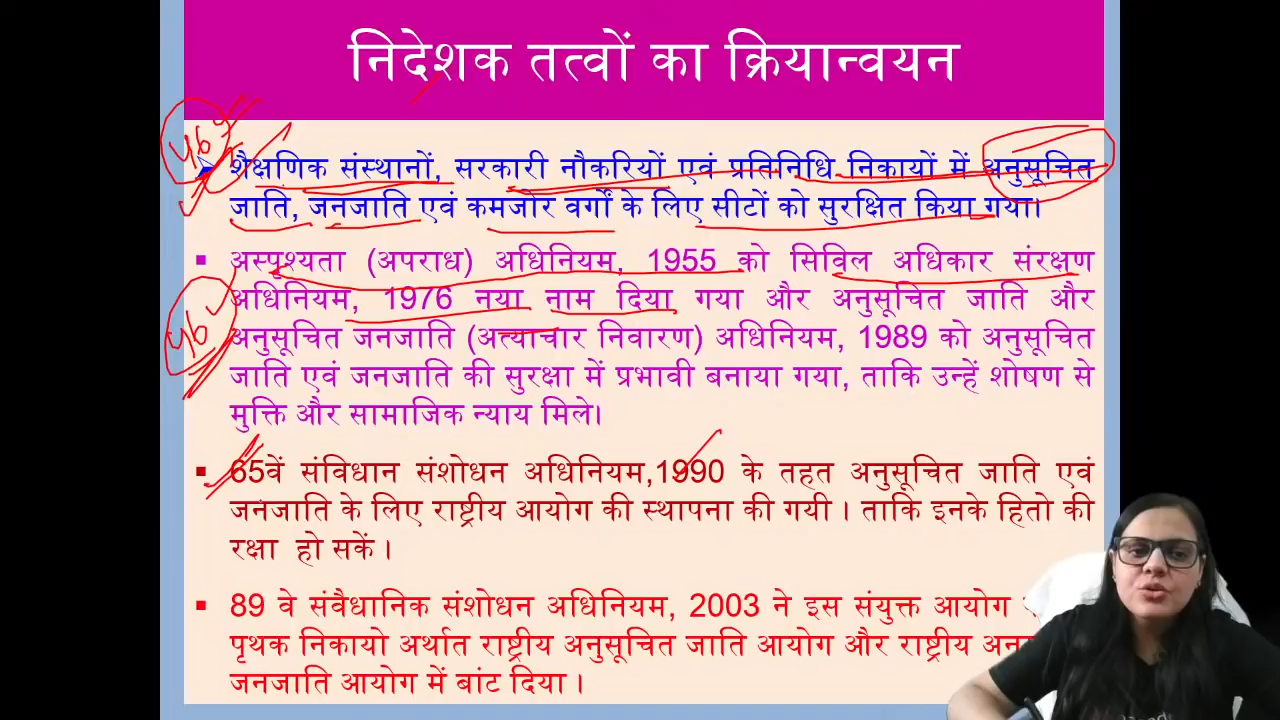 निदेशक तत्वों का क्रियान्वयन
46
शैक्षणिक संस्थानों, सरकारी नौकरियों एवं प्रतिनिधि निकायों में अनुसूचित
जाति, जनजाति एवं कमजोर वर्गों के लिए सीटों को सुरक्षित किया गया।
अस्पृश्यता (अपराध) अधिनियम, 1955 को सिविल अधिकार संरक्षण
46
अधिनियम, 1976 नया नाम दिया गया और अनुसूचित जाति और
अनुसूचित जनजाति (अत्याचार निवारण) अधिनियम, 1989 को अनुसूचित
जाति एवं जनजाति की सुरक्षा में प्रभावी बनाया गया, ताकि उन्हें शोषण से
मुक्ति और सामाजिक न्याय मिले।
65वें संविधान संशोधन अधिनियम,1990 के तहत अनुसूचित जाति एवं
जनजाति के लिए राष्ट्रीय आयोग की स्थापना की गयी । ताकि इनके हितो की
रक्षा हो सकें ।
89 वे संवैधानिक संशोधन अधिनियम, 2003 ने इस संयुक्त आयोग
पृथक निकायो अर्थात राष्ट्रीय अनुसूचित जाति आयोग और राष्ट्रीय
जनजाति आयोग में बांट दिया ।